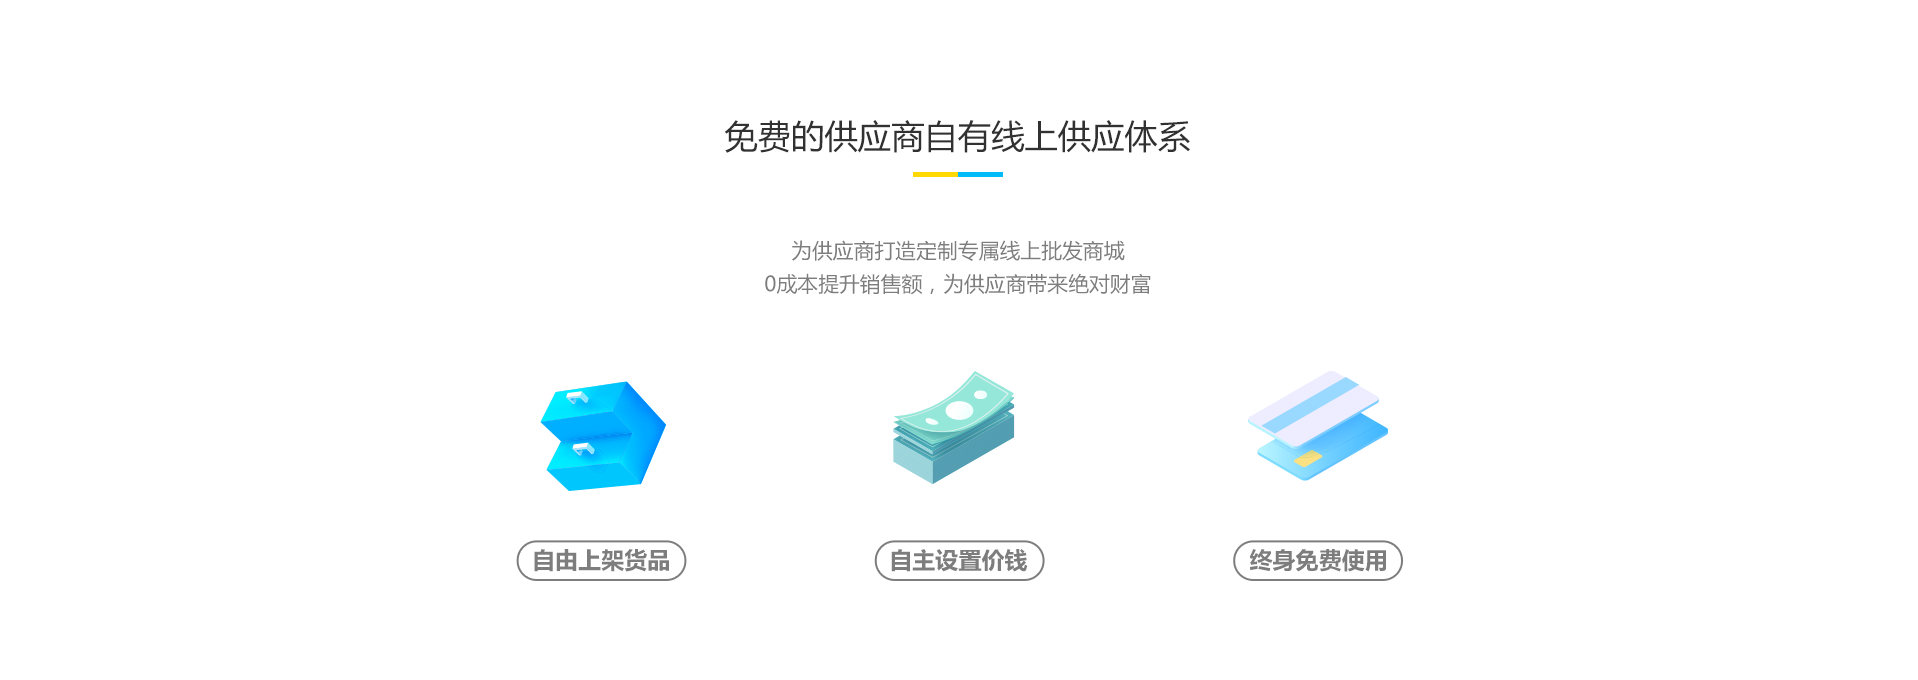 免费的供应商自有线上供应体系
为供应商打造定制专属线上批发商城
0成本提升销售额，为供应商带来绝对财富
自由上架货品
自主设置价钱
终身免费使用